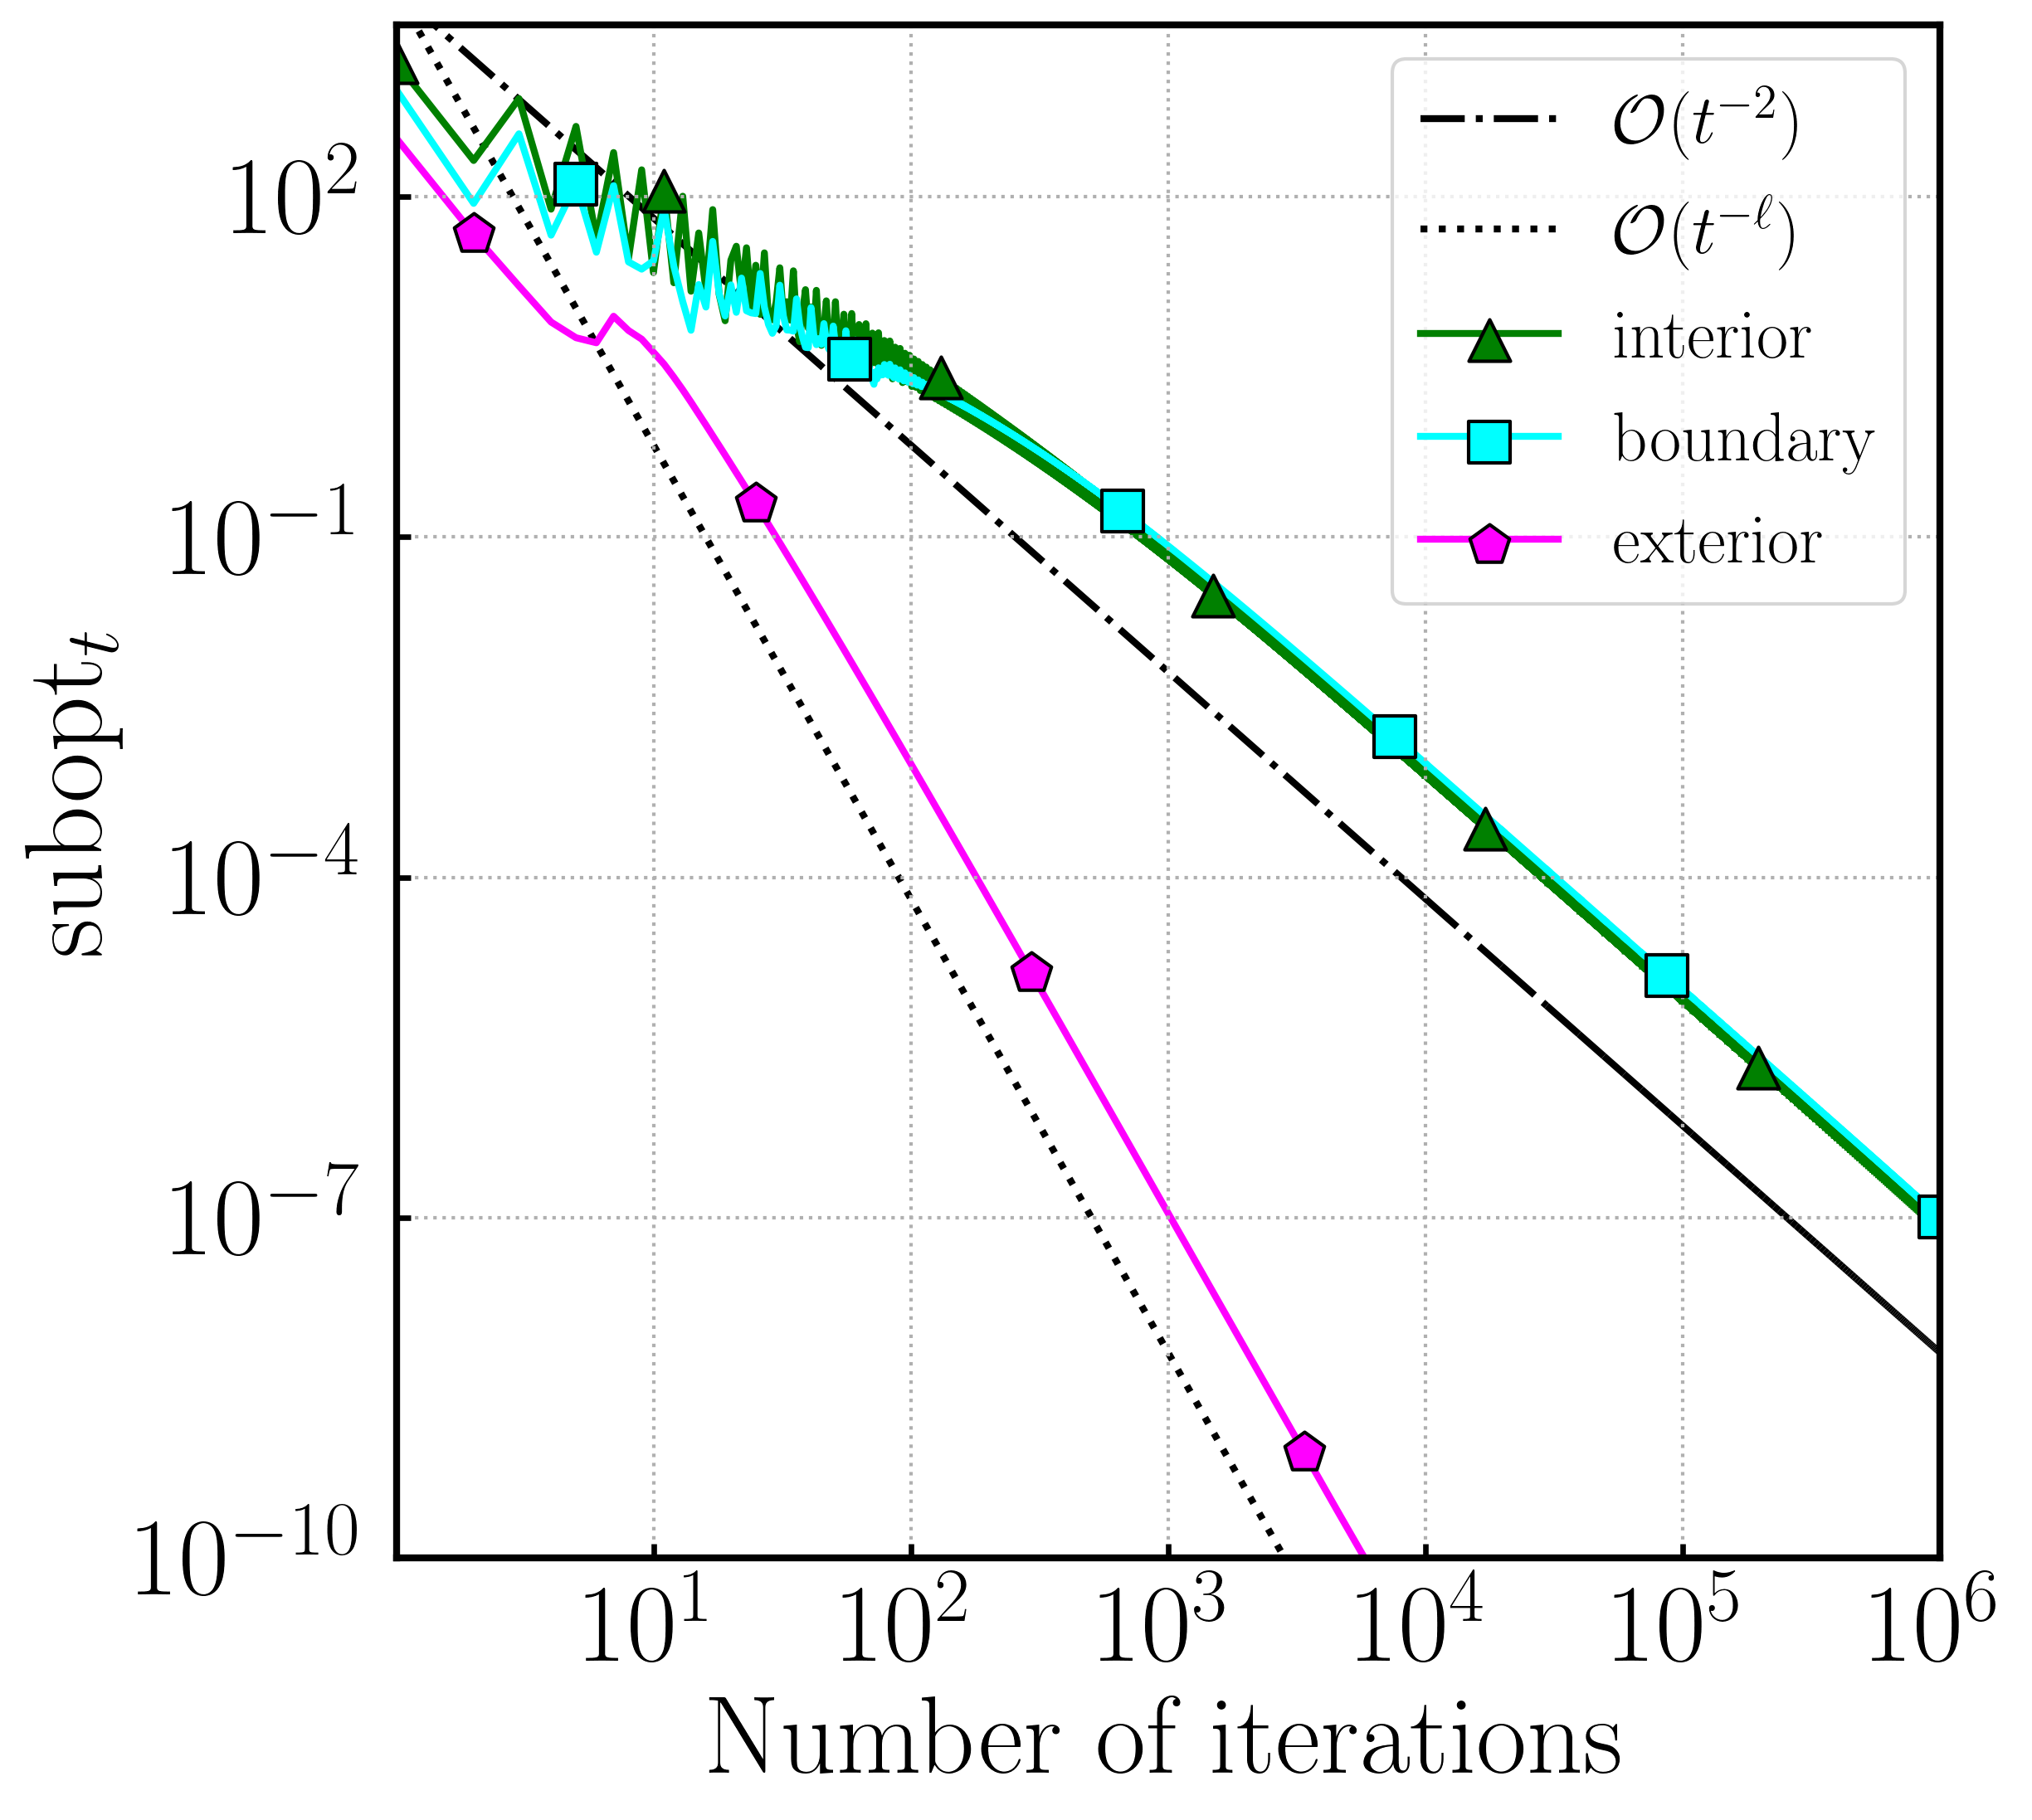 𝒪(t⁻²)
𝒪(t^{−ℓ})
interior
boundary
exterior
subopt_t
10²
10⁻¹
10⁻⁴
10⁻⁷
10⁻¹⁰
10¹ 10² 10³ 10⁴ 10⁵ 10⁶
Number of iterations